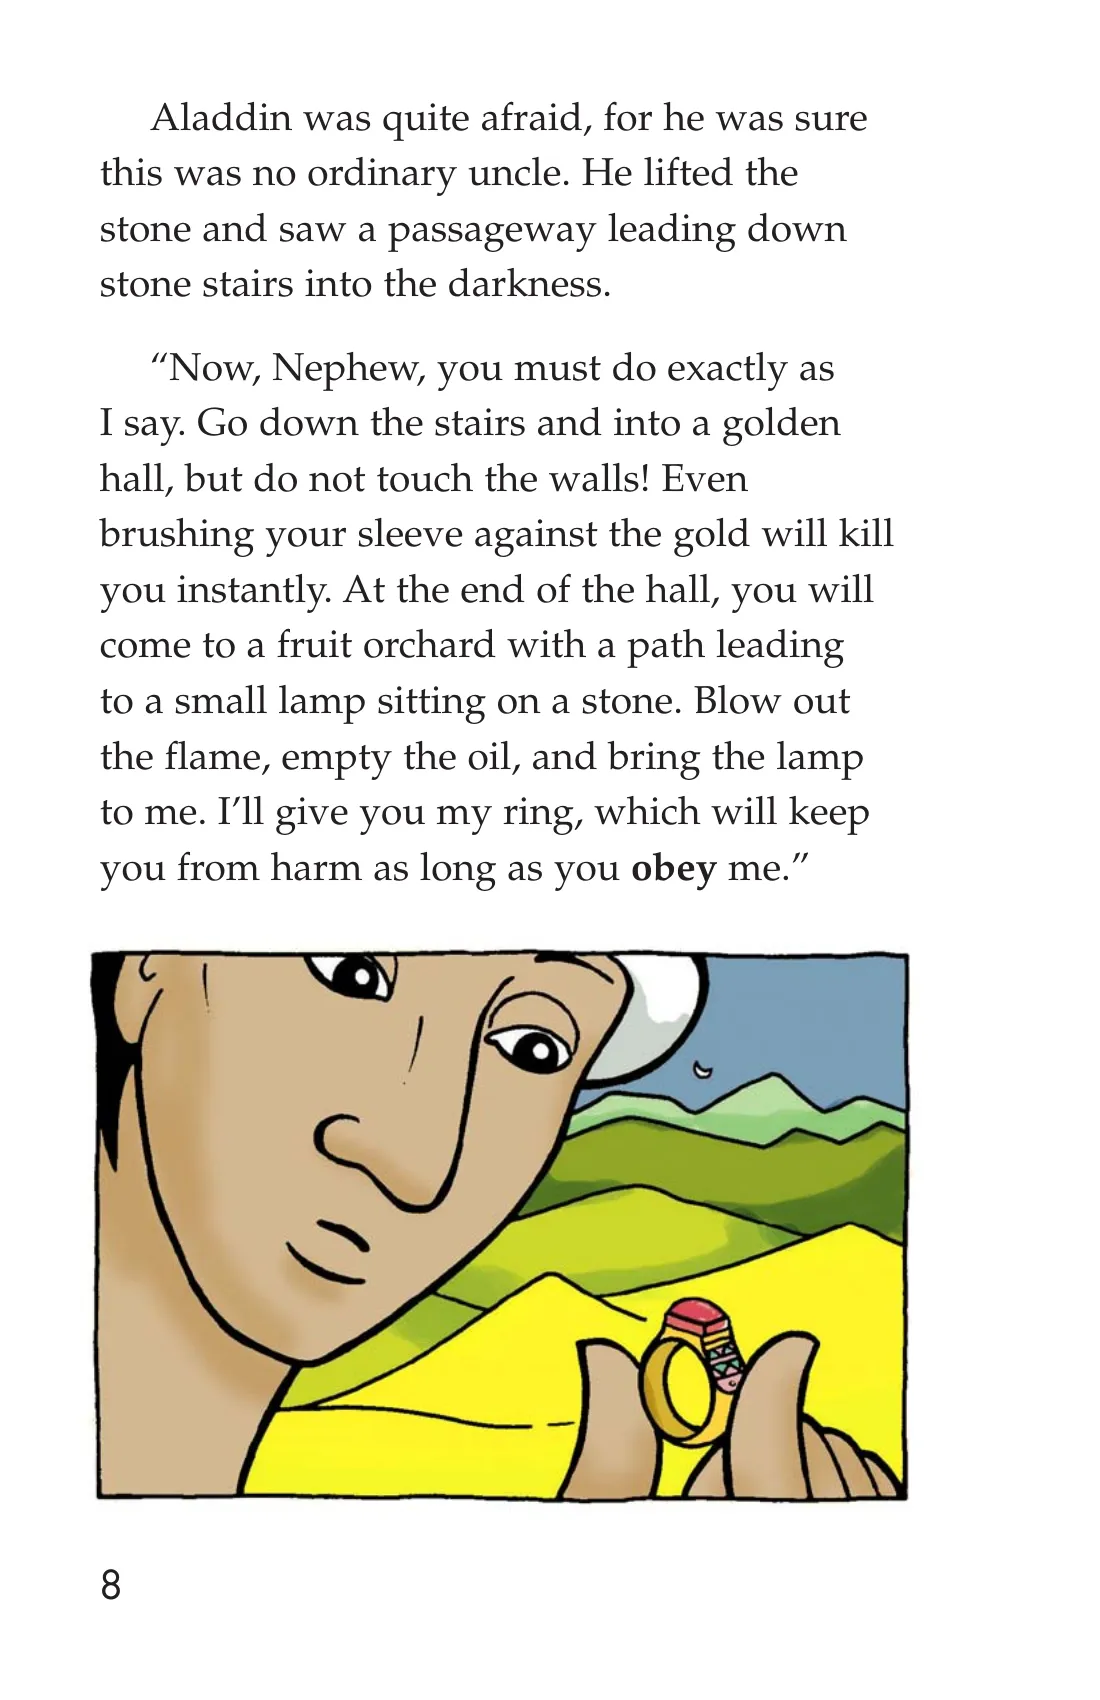 Aladdin was quite afraid, for he was sure
this was no ordinary uncle. He lifted the
stone and saw a passageway leading down
stone stairs into the darkness.
“Now, Nephew, you must do exactly as
I say. Go down the stairs and into a golden
hall, but do not touch the walls! Even
brushing your sleeve against the gold will kill
you instantly. At the end of the hall, you will
come to a fruit orchard with a path leading
to a small lamp sitting on a stone. Blow out
the flame, empty the oil, and bring the lamp
to me. I’ll give you my ring, which will keep
you from harm as long as you obey me.”
8